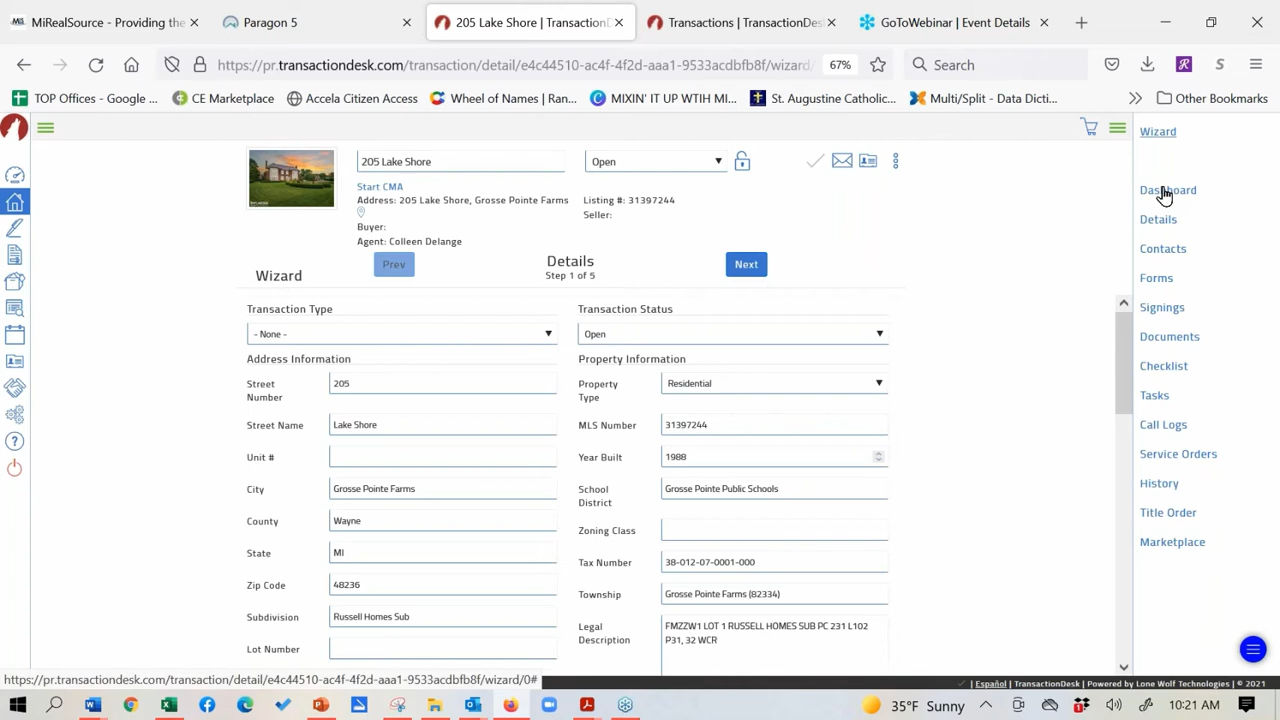 MiRealSource - Providing the
Paragon 5
205 Lake Shore | TransactionD
Transactions | TransactionDesk
GoToWebinar | Event Details
https://pr.transactiondesk.com/transaction/detail/e4c44510-ac4f-4f2d-aaa1-9533acdbfb8f/wizard/
67%
Search
TOP Offices - Google ...
CE Marketplace
Accela Citizen Access
Wheel of Names | Ran...
MIXIN' IT UP WTIH MI...
St. Augustine Catholic...
Multi/Split - Data Dicti...
Other Bookmarks
205 Lake Shore
Open
Start CMA
Address: 205 Lake Shore, Grosse Pointe Farms
Listing #: 31397244
Seller:
Buyer:
Agent: Colleen Delange
Wizard
Prev
Details
Step 1 of 5
Next
Transaction Type
- None -
Transaction Status
Open
Address Information
Street Number
205
Street Name
Lake Shore
Unit #
City
Grosse Pointe Farms
County
Wayne
State
MI
Zip Code
48236
Subdivision
Russell Homes Sub
Lot Number
Property Information
Property Type
Residential
MLS Number
31397244
Year Built
1988
School District
Grosse Pointe Public Schools
Zoning Class
Tax Number
38-012-07-0001-000
Township
Grosse Pointe Farms (82334)
Legal Description
FMZZW1 LOT 1 RUSSELL HOMES SUB PC 231 L102
P31, 32 WCR
Wizard
Dashboard
Details
Contacts
Forms
Signings
Documents
Checklist
Tasks
Call Logs
Service Orders
History
Title Order
Marketplace
https://pr.transactiondesk.com/transaction/detail/e4c44510-ac4f-4f2d-aaa1-9533acdbfb8f/wizard/0#
Español | TransactionDesk | Powered by Lone Wolf Technologies | © 2021
35°F Sunny
10:21 AM